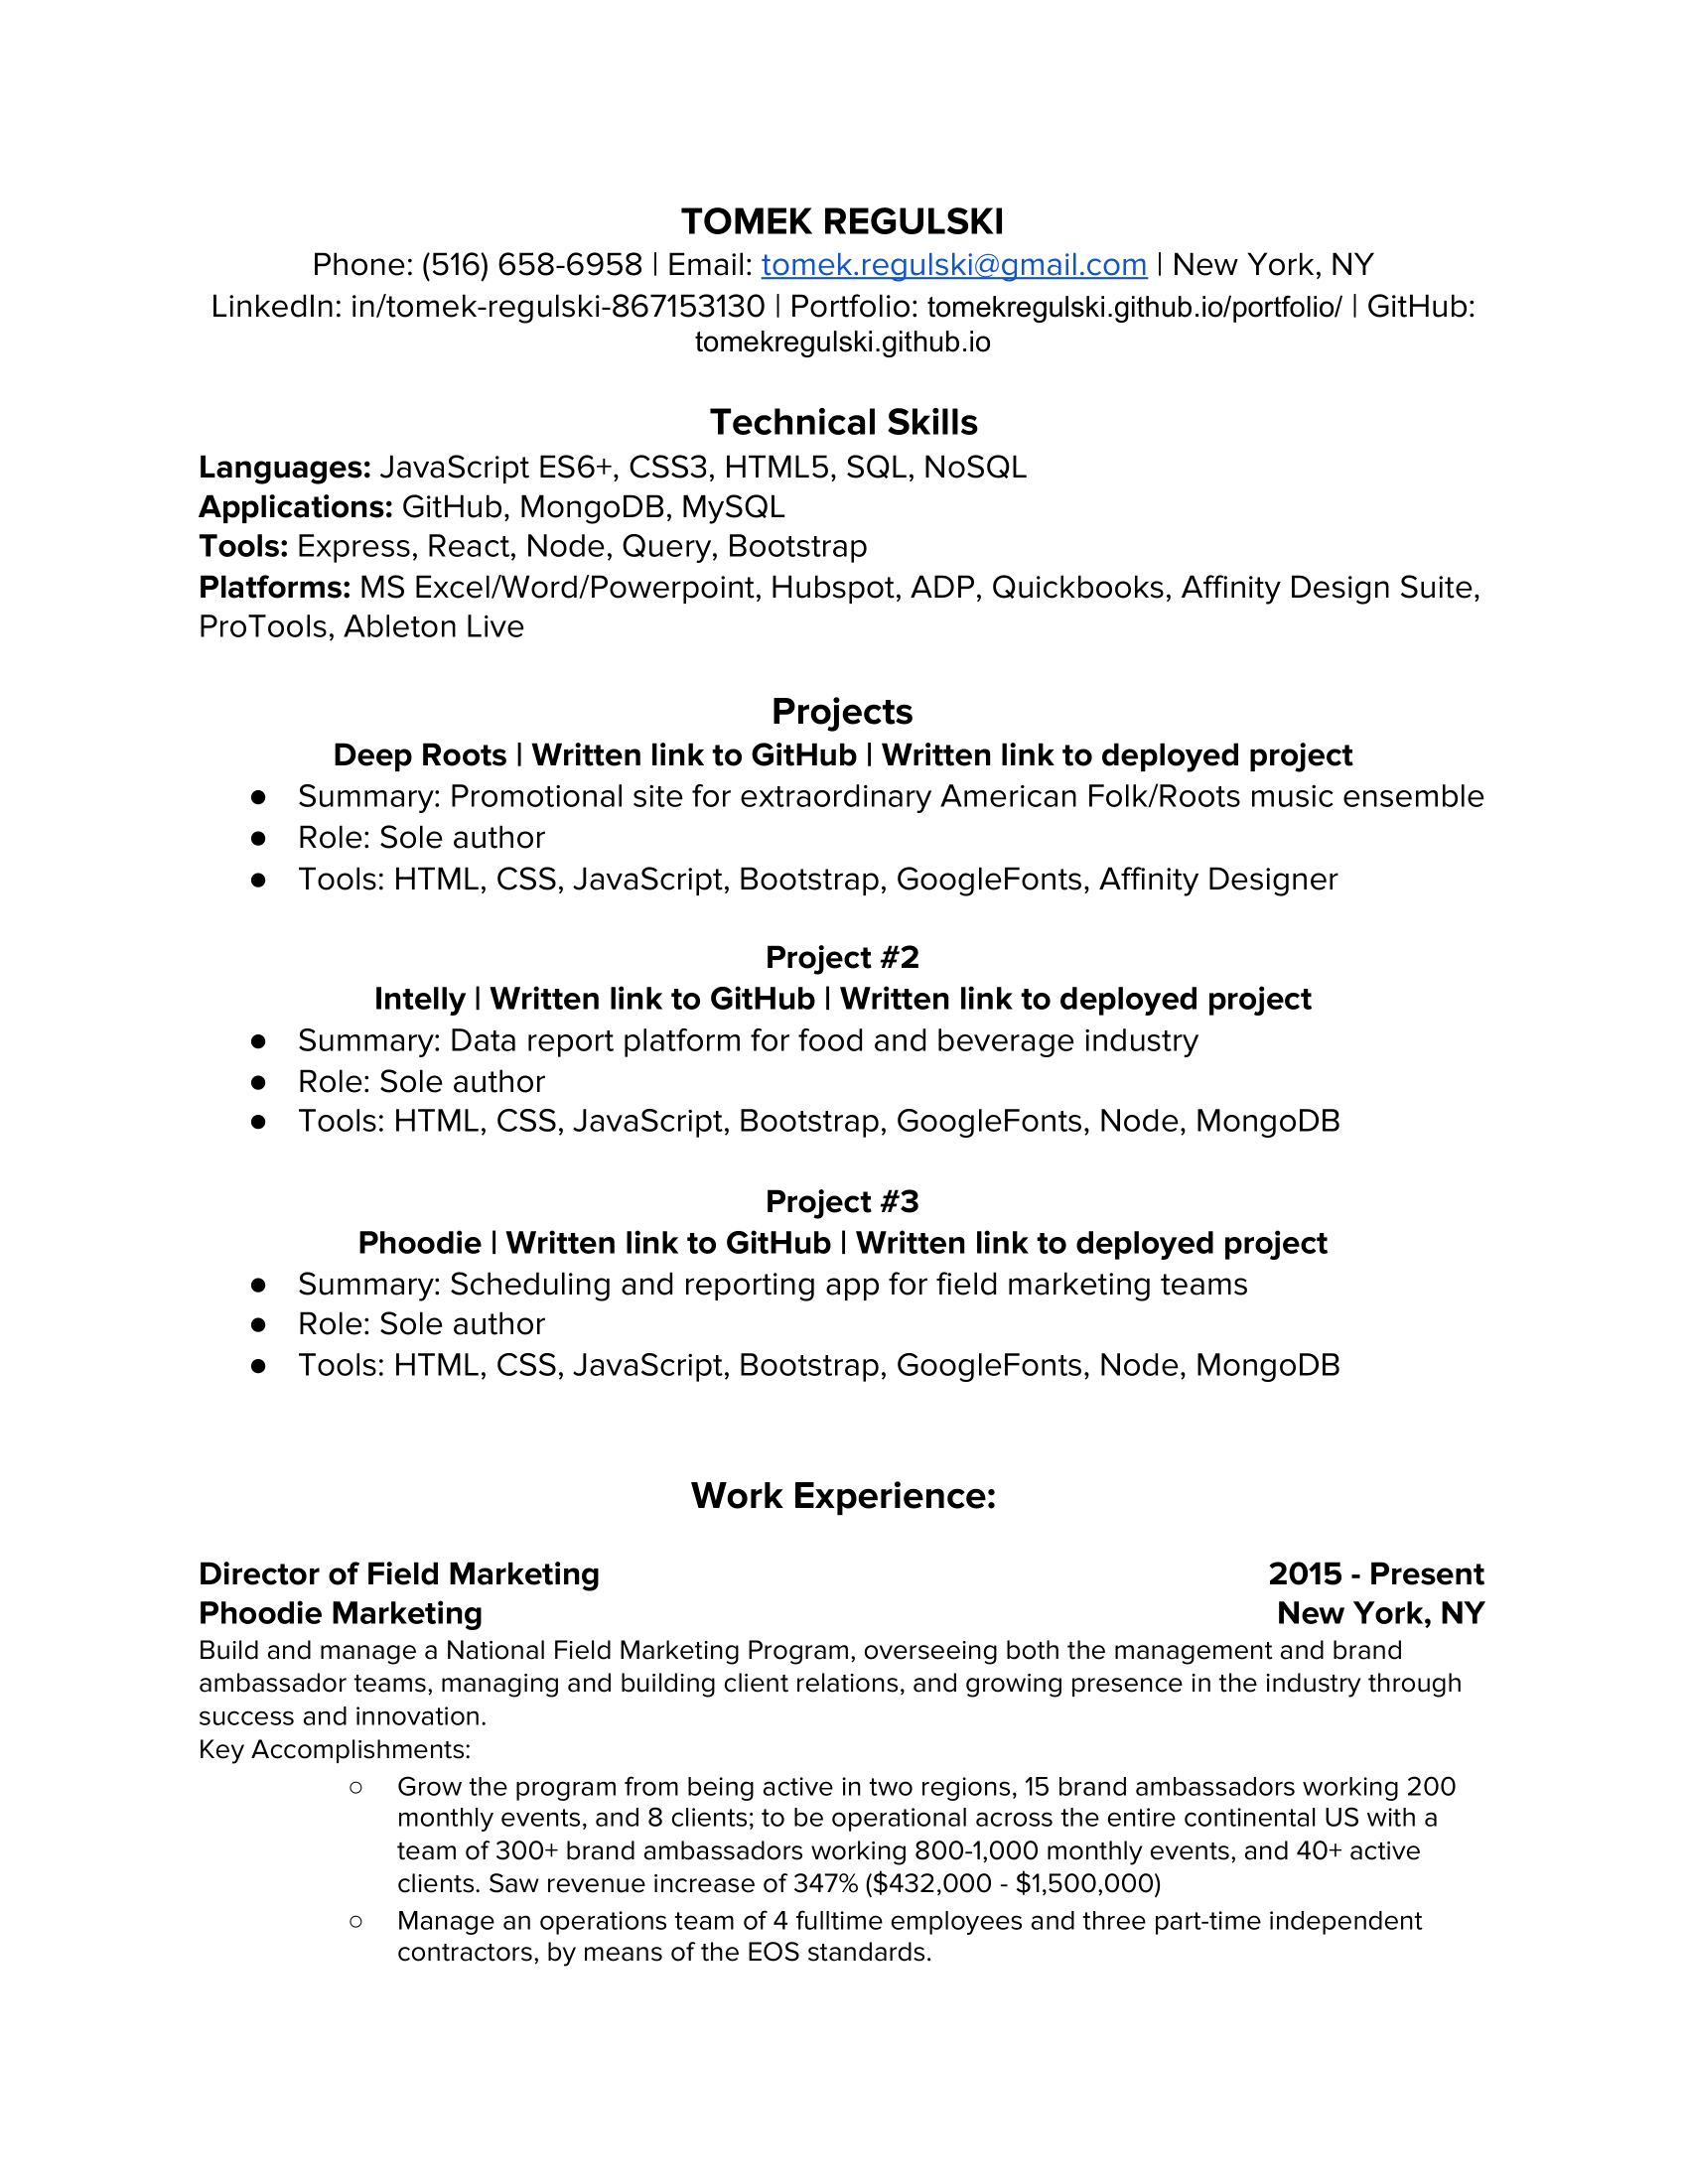 TOMEK REGULSKI
Phone: (516) 658-6958 | Email: tomek.regulski@gmail.com | New York, NY
LinkedIn: in/tomek-regulski-867153130 | Portfolio: tomekregulski.github.io/portfolio/ | GitHub:
tomekregulski.github.io
Technical Skills
Languages: JavaScript ES6+, CSS3, HTML5, SQL, NoSQL
Applications: GitHub, MongoDB, MySQL
Tools: Express, React, Node, Query, Bootstrap
Platforms: MS Excel/Word/Powerpoint, Hubspot, ADP, Quickbooks, Affinity Design Suite,
ProTools, Ableton Live
Projects
Deep Roots | Written link to GitHub | Written link to deployed project
● Summary: Promotional site for extraordinary American Folk/Roots music ensemble
● Role: Sole author
● Tools: HTML, CSS, JavaScript, Bootstrap, GoogleFonts, Affinity Designer
Project #2
Intelly | Written link to GitHub | Written link to deployed project
● Summary: Data report platform for food and beverage industry
● Role: Sole author
● Tools: HTML, CSS, JavaScript, Bootstrap, GoogleFonts, Node, MongoDB
Project #3
Phoodie | Written link to GitHub | Written link to deployed project
● Summary: Scheduling and reporting app for field marketing teams
● Role: Sole author
● Tools: HTML, CSS, JavaScript, Bootstrap, GoogleFonts, Node, MongoDB
Work Experience:
Director of Field Marketing 2015 - Present
Phoodie Marketing New York, NY
Build and manage a National Field Marketing Program, overseeing both the management and brand
ambassador teams, managing and building client relations, and growing presence in the industry through
success and innovation.
Key Accomplishments:
○ Grow the program from being active in two regions, 15 brand ambassadors working 200
monthly events, and 8 clients; to be operational across the entire continental US with a
team of 300+ brand ambassadors working 800-1,000 monthly events, and 40+ active
clients. Saw revenue increase of 347% ($432,000 - $1,500,000)
○ Manage an operations team of 4 fulltime employees and three part-time independent
contractors, by means of the EOS standards.